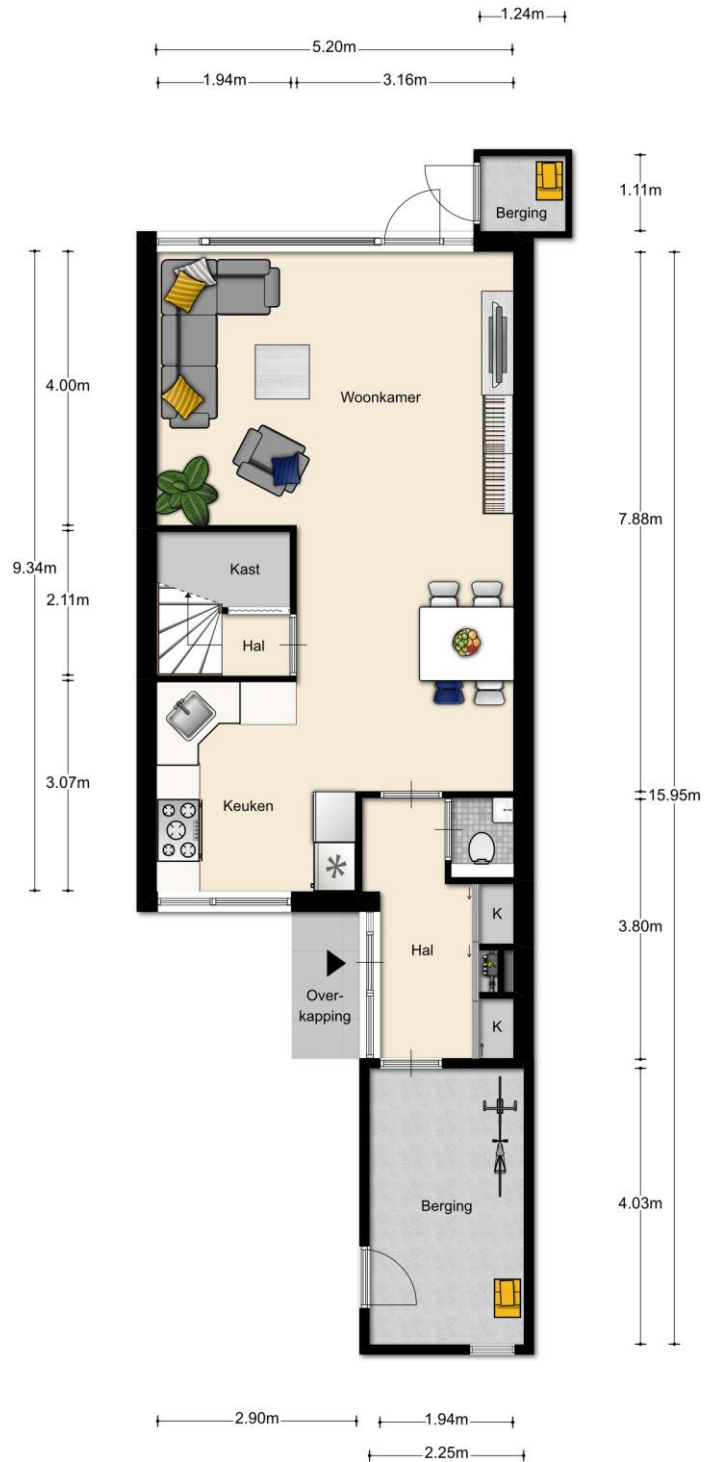 1.24m
5.20m
1.94m
3.16m
1.11m
Berging
4.00m
Woonkamer
7.88m
9.34m
2.11m
Kast
Hal
3.07m
Keuken
15.95m
K
3.80m
Hal
Over-
kapping
K
Berging
4.03m
2.90m
1.94m
2.25m